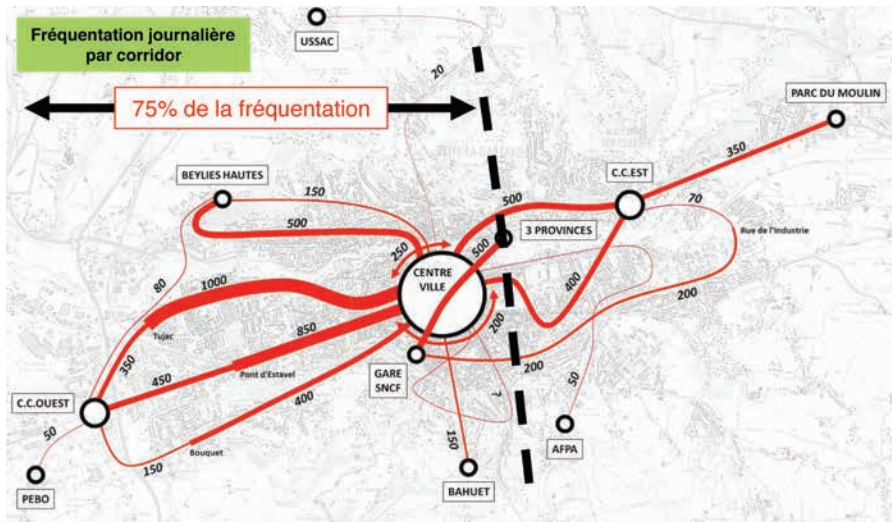 Fréquentation journalière
par corridor
USSAC
20
75% de la fréquentation
PARC DU MOULIN
350
C.C.EST
BEYLIES HAUTES
150
500
70
500
3 PROVINCES
Rue de l'Industrie
250
500
CENTRE
VILLE
80
1000
400
200
Tujac
850
200
350
Pont d'Estavel
200
GARE
SNCF
450
400
?
50
C.C.OUEST
50
150
Bouquet
150
AFPA
PEBO
BAHUET